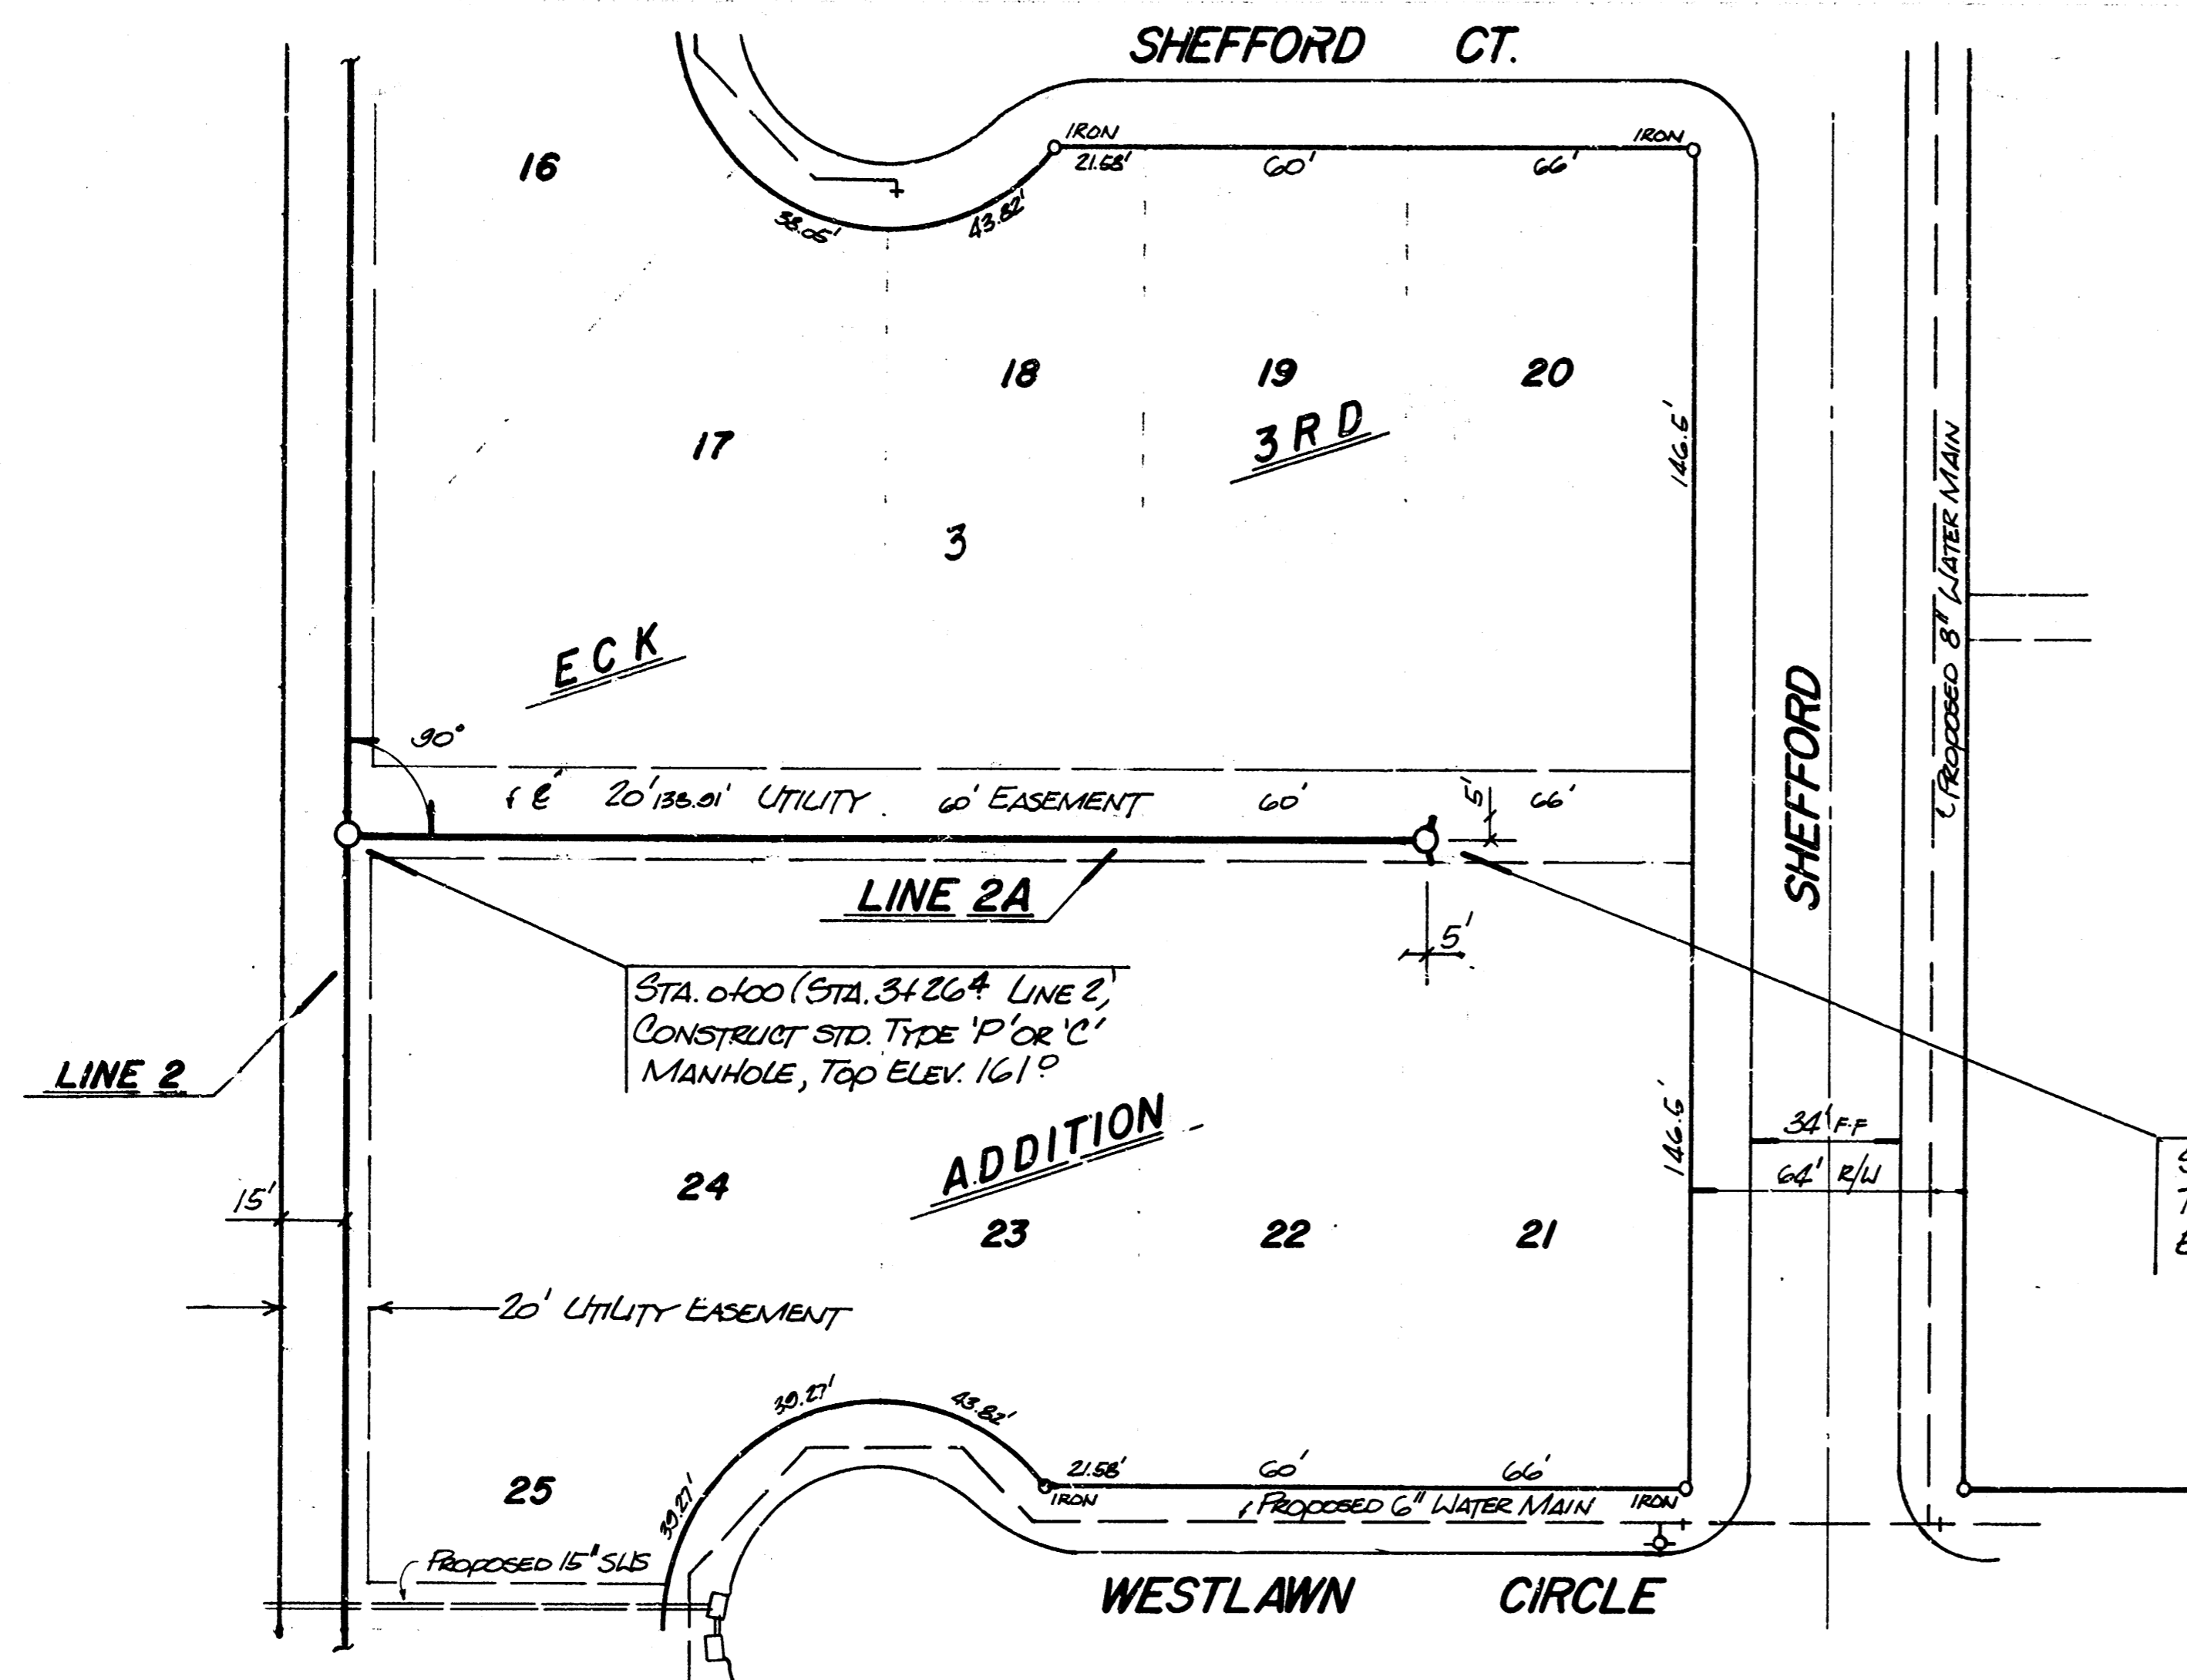 SHEFFORD CT.
IRON
IRON
21.58'
60'
66'
16
38.05'
43.82'
18
19
20
17
3RD
146.5'
3
ECK
90°
20' 138.91' UTILITY 60' EASEMENT 60'
5'
66'
SHEFFORD
PROPOSED 8" WATER MAIN
LINE 2A
5'
STA. 0+00 (STA. 3+26.4 LINE 2)
CONSTRUCT STD. TYPE 'P' OR 'C'
MANHOLE, TOP ELEV. 161.0
LINE 2
ADDITION
146.5'
34' F-F
64' R/W
24
15'
23
22
21
20' UTILITY EASEMENT
39.27'
43.82'
21.58'
60'
66'
25
39.27'
IRON
PROPOSED 6" WATER MAIN
IRON
PROPOSED 15" SWS
WESTLAWN CIRCLE